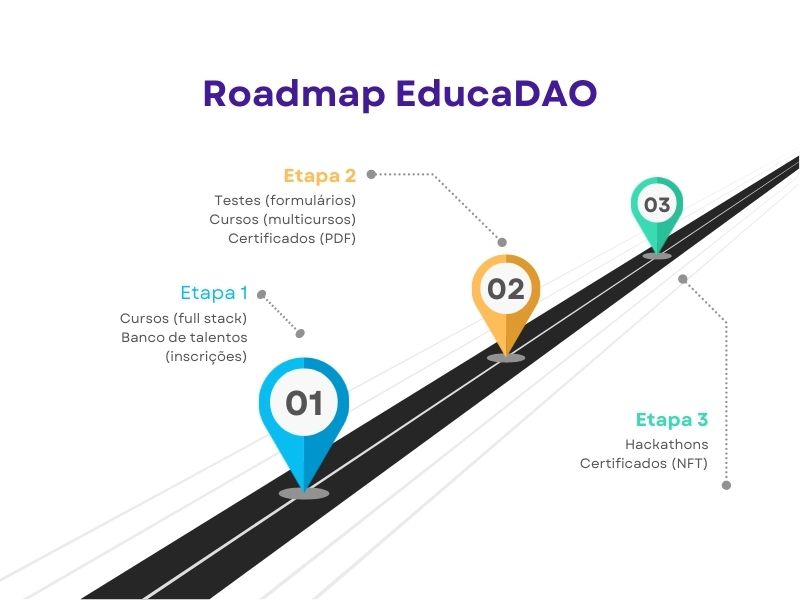 Roadmap EducaDAO
Etapa 2
Testes (formulários)
Cursos (multicursos)
Certificados (PDF)
03
02
Etapa 1
Cursos (full stack)
Banco de talentos
(inscrições)
01
Etapa 3
Hackathons
Certificados (NFT)